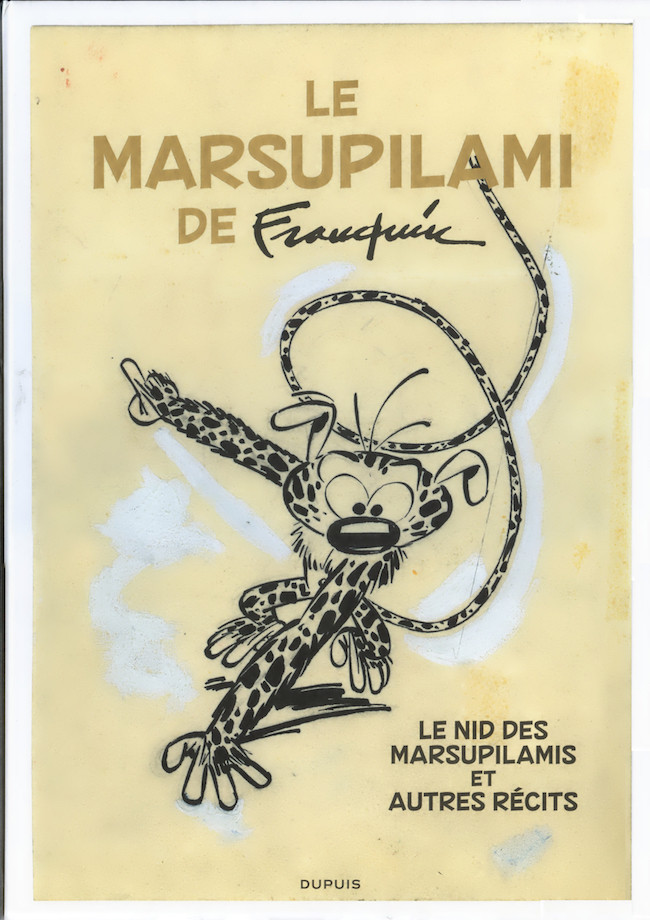 LE
MARSUPILAMI
DE Franquin
LE NID DES
MARSUPILAMIS
ET
AUTRES RÉCITS
DUPUIS